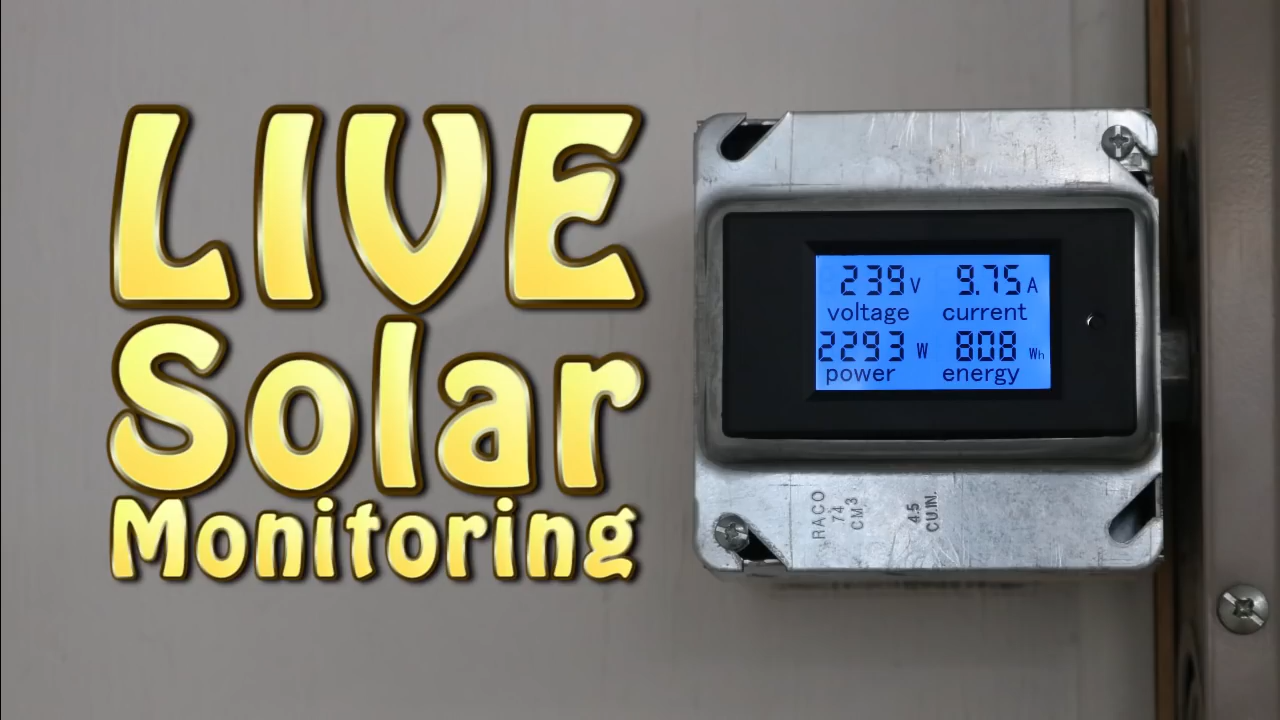 LIVE
Solar
Monitoring
239 V 9.75 A
voltage current
2293 W 808 Wh
power energy
RACO
74
CM3
4.5
CU.IN.